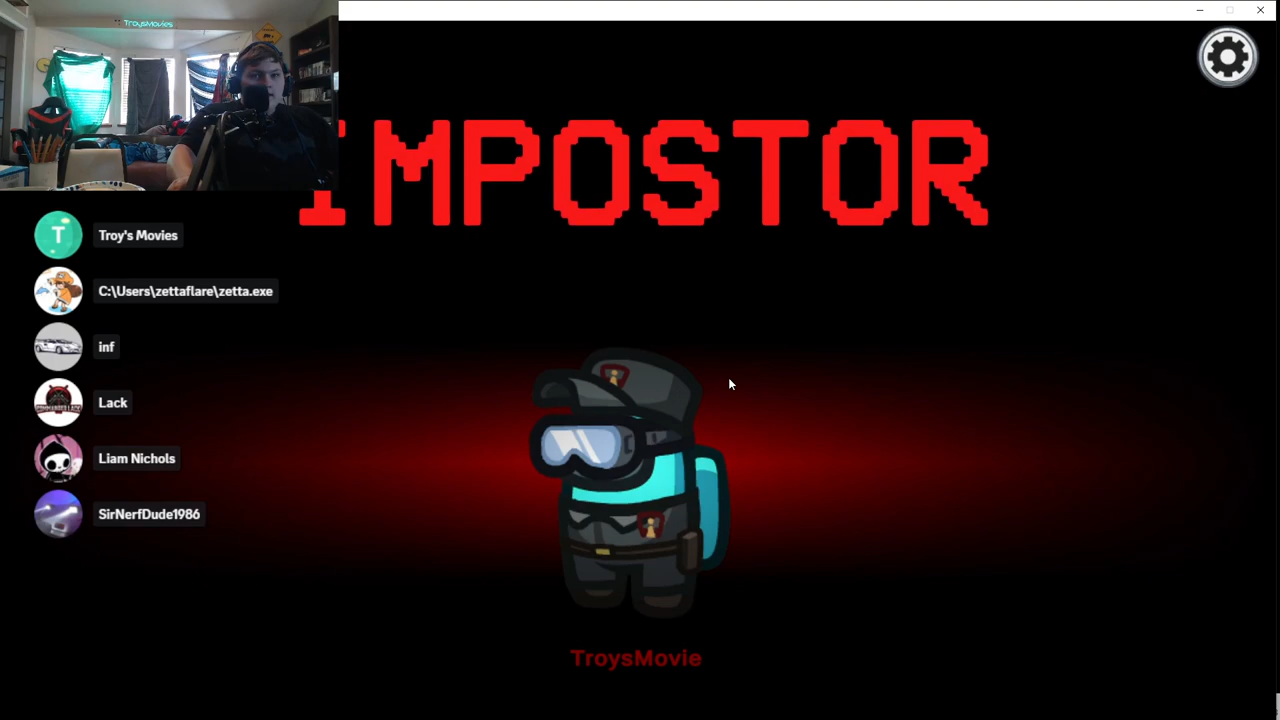 TroysMovies
IMPOSTOR
T
Troy's Movies
C:\Users\zettaflare\zetta.exe
inf
Lack
Liam Nichols
SirNerfDude1986
TroysMovie